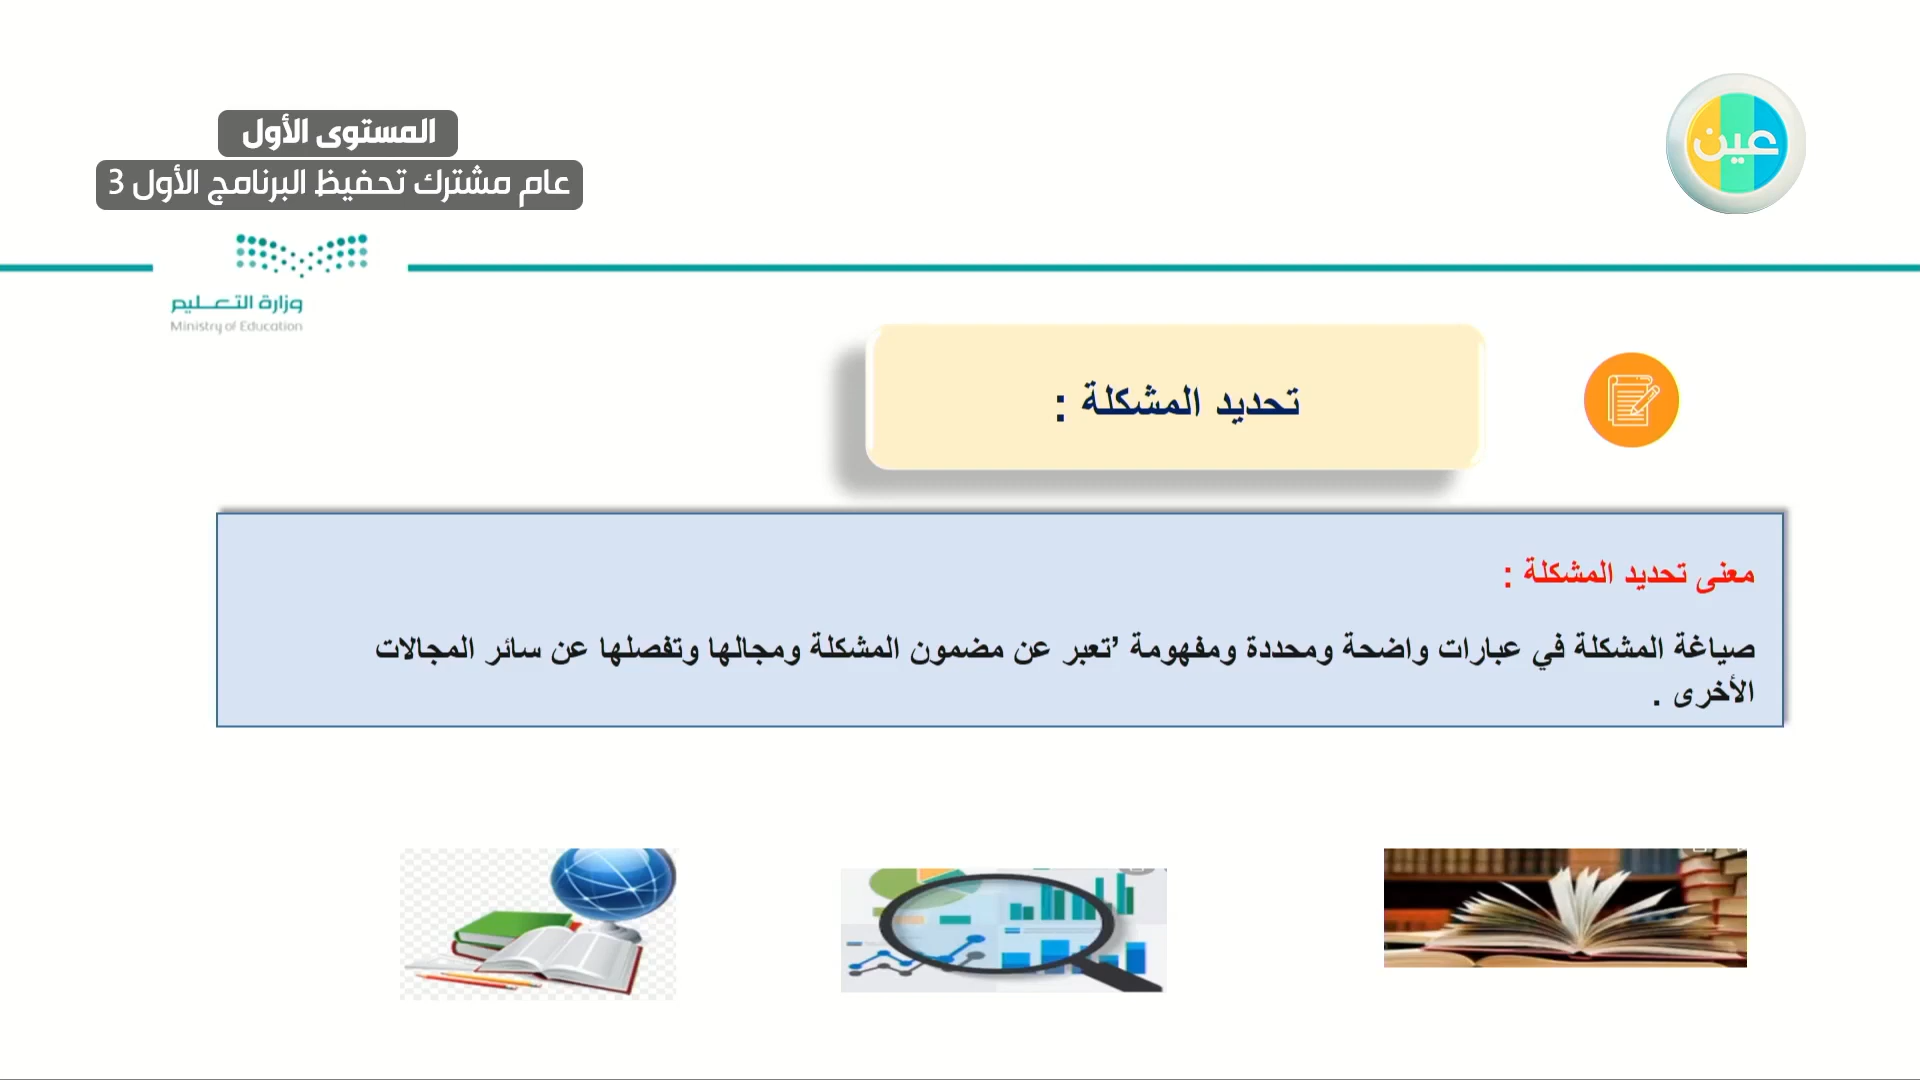 المستوى الأول
عام مشترك تحفيظ البرنامج الأول 3
عين
وزارة التعليم
Ministry of Education
تحديد المشكلة :
معنى تحديد المشكلة :
صياغة المشكلة في عبارات واضحة ومحددة ومفهومة ’تعبر عن مضمون المشكلة ومجالها وتفصلها عن سائر المجالات
الأخرى .